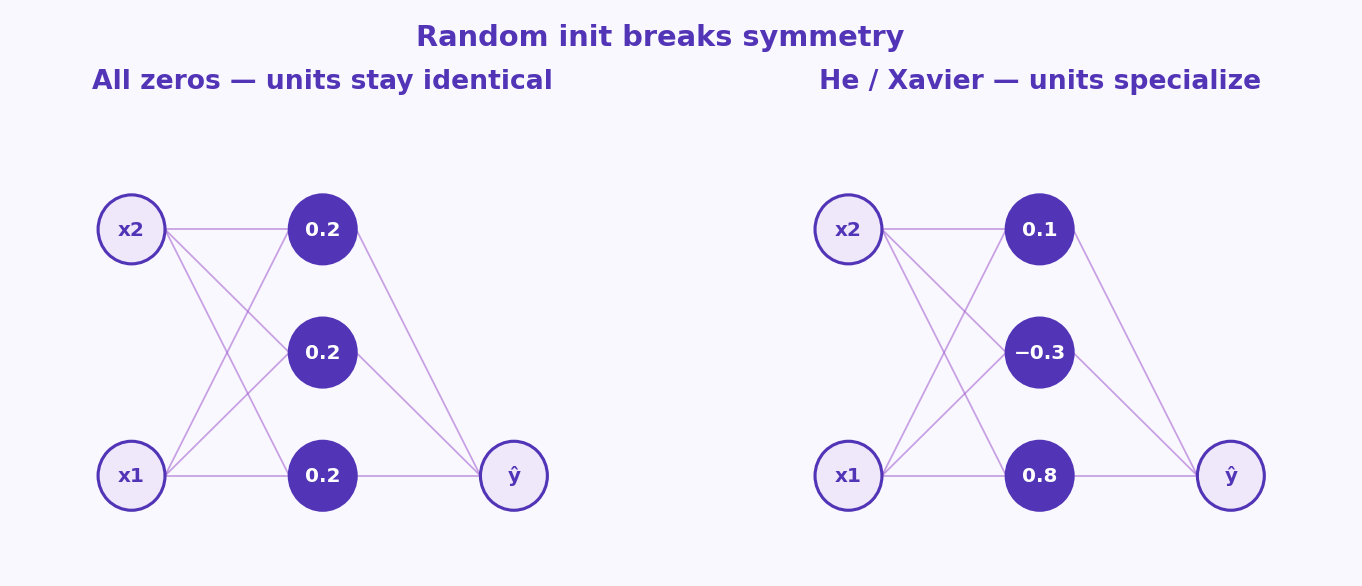 Random init breaks symmetry
All zeros — units stay identical
x2
0.2
0.2
x1
0.2
ŷ
He / Xavier — units specialize
x2
0.1
−0.3
x1
0.8
ŷ